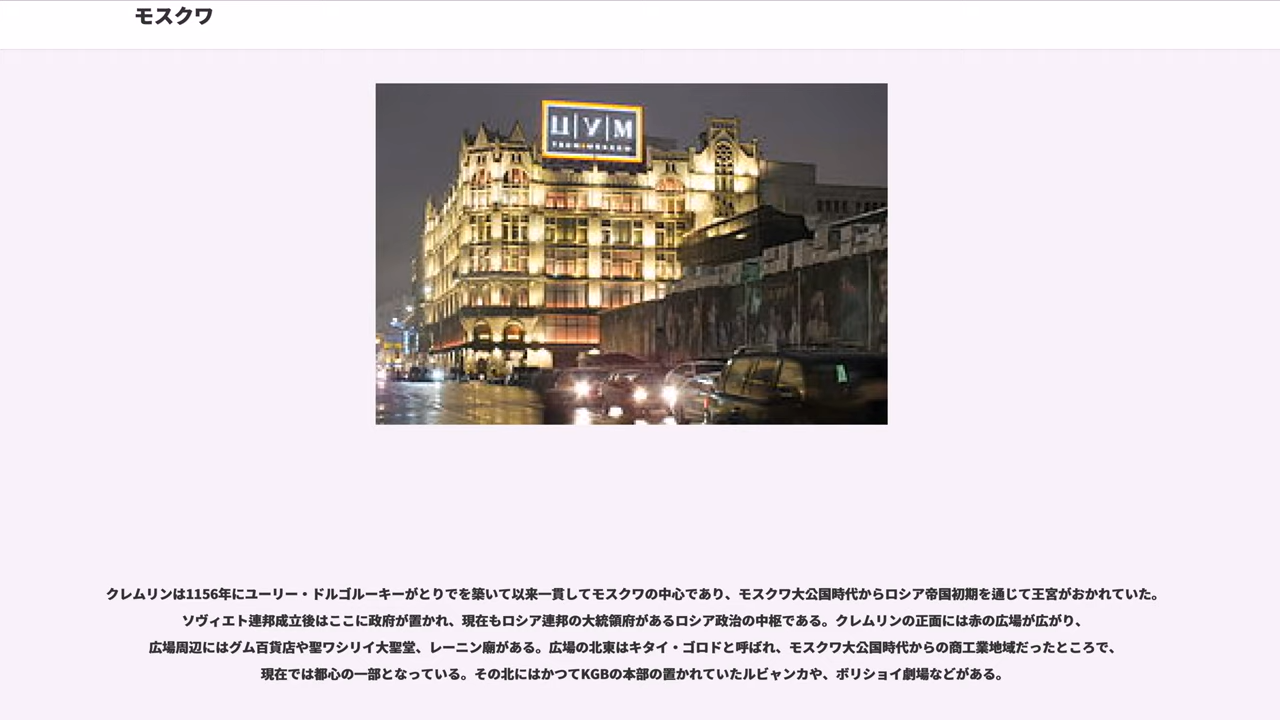 モスクワ
ЦУМ
クレムリンは1156年にユーリー・ドルゴルーキーがとりでを築いて以来一貫してモスクワの中心であり、モスクワ大公国時代からロシア帝国初期を通じて王宮がおかれていた。
ソヴィエト連邦成立後はここに政府が置かれ、現在もロシア連邦の大統領府があるロシア政治の中枢である。クレムリンの正面には赤の広場が広がり、
広場周辺にはグム百貨店や聖ワシリイ大聖堂、レーニン廟がある。広場の北東はキタイ・ゴロドと呼ばれ、モスクワ大公国時代からの商工業地域だったところで、
現在では都心の一部となっている。その北にはかつてKGBの本部の置かれていたルビャンカや、ボリショイ劇場などがある。